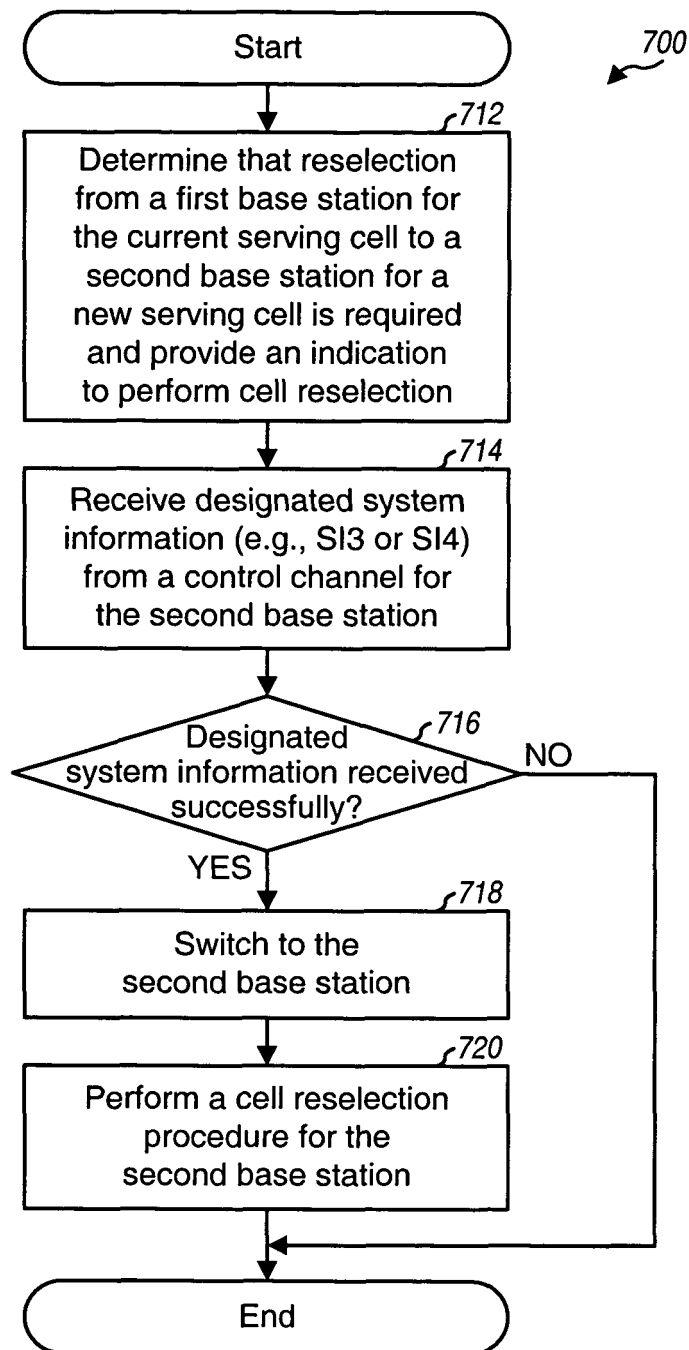 Start
700
712
Determine that reselection
from a first base station for
the current serving cell to a
second base station for a
new serving cell is required
and provide an indication
to perform cell reselection
714
Receive designated system
information (e.g., SI3 or SI4)
from a control channel for
the second base station
716
Designated
system information received
successfully?
NO
YES
718
Switch to the
second base station
720
Perform a cell reselection
procedure for the
second base station
End